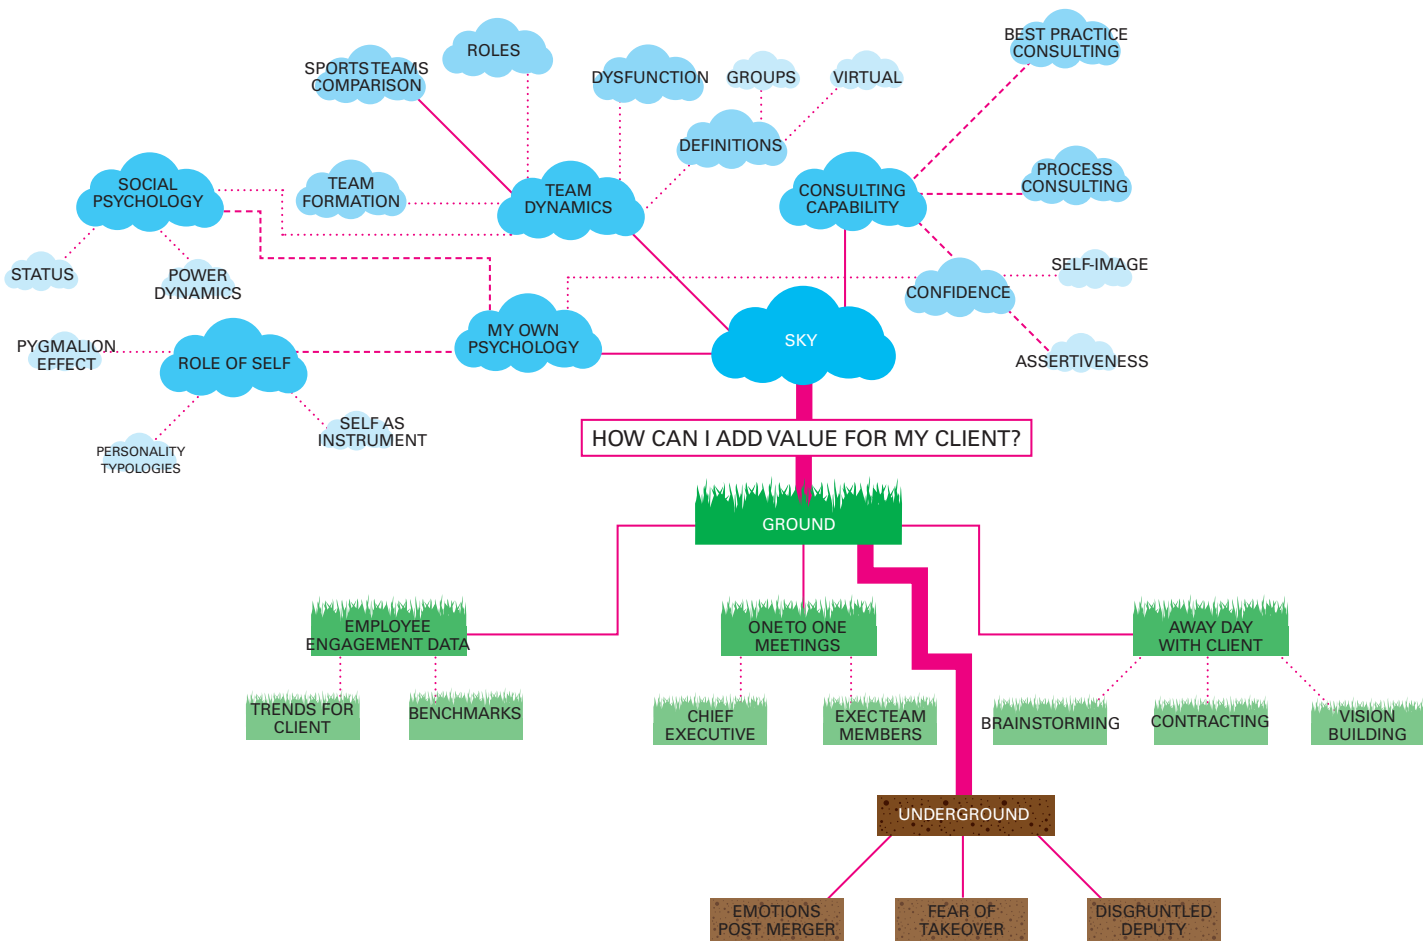 BEST PRACTICE
CONSULTING
ROLES
SPORTS TEAMS
COMPARISON
DYSFUNCTION
GROUPS
VIRTUAL
DEFINITIONS
PROCESS
CONSULTING
SOCIAL
PSYCHOLOGY
TEAM
FORMATION
TEAM
DYNAMICS
CONSULTING
CAPABILITY
STATUS
POWER
DYNAMICS
SELF-IMAGE
CONFIDENCE
MY OWN
PSYCHOLOGY
SKY
PYGMALION
EFFECT
ROLE OF SELF
ASSERTIVENESS
SELF AS
INSTRUMENT
PERSONALITY
TYPOLOGIES
HOW CAN I ADD VALUE FOR MY CLIENT?
GROUND
EMPLOYEE
ENGAGEMENT DATA
ONE TO ONE
MEETINGS
AWAY DAY
WITH CLIENT
TRENDS FOR
CLIENT
BENCHMARKS
CHIEF
EXECUTIVE
EXEC TEAM
MEMBERS
BRAINSTORMING
CONTRACTING
VISION
BUILDING
UNDERGROUND
EMOTIONS
POST MERGER
FEAR OF
TAKEOVER
DISGRUNTLED
DEPUTY